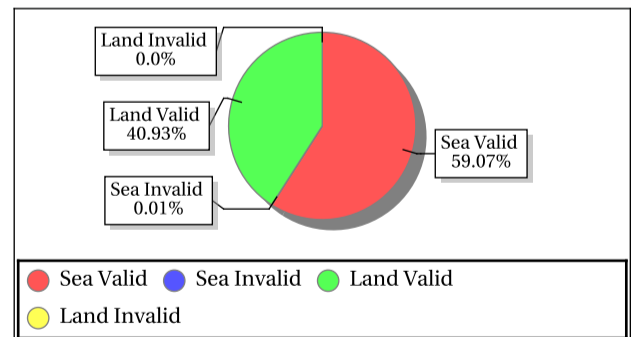 Land Invalid
0.0%
Land Valid
40.93%
Sea Valid
59.07%
Sea Invalid
0.01%
Sea Valid
Sea Invalid
Land Valid
Land Invalid